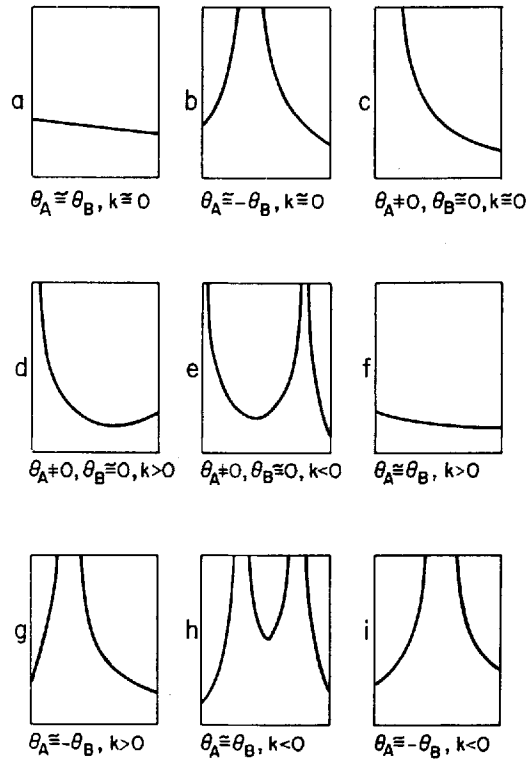 a
b
c
θA≅θB, k≅0
θA≅-θB, k≅0
θA≠0, θB≅0, k≅0
d
e
f
θA≠0, θB≅0, k>0
θA≠0, θB≅0, k<0
θA≅θB, k>0
g
h
i
θA≅-θB, k>0
θA≅θB, k<0
θA≅-θB, k<0